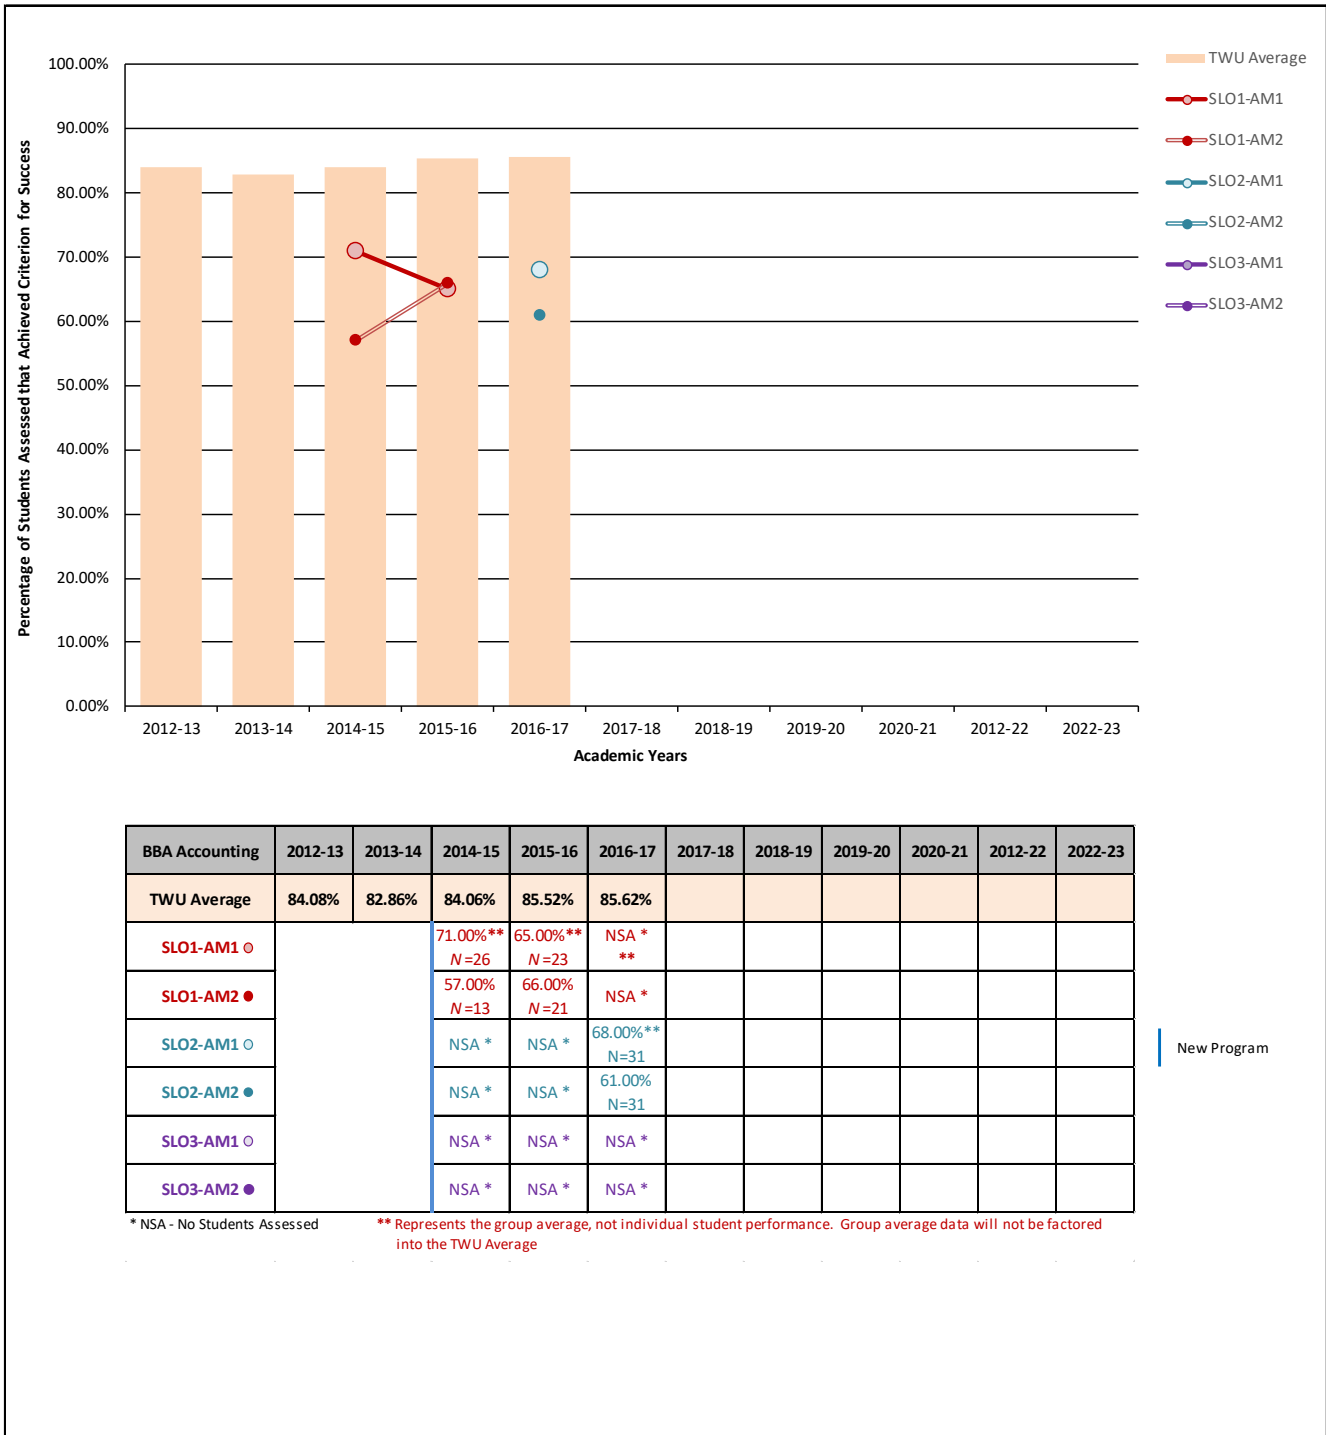 100.00%
90.00%
80.00%
70.00%
60.00%
50.00%
40.00%
30.00%
20.00%
10.00%
0.00%
Percentage of Students Assessed that Achieved Criterion for Success
2012-13 2013-14 2014-15 2015-16 2016-17 2017-18 2018-19 2019-20 2020-21 2012-22 2022-23
Academic Years
TWU Average
SLO1-AM1
SLO1-AM2
SLO2-AM1
SLO2-AM2
SLO3-AM1
SLO3-AM2
BBA Accounting 2012-13 2013-14 2014-15 2015-16 2016-17 2017-18 2018-19 2019-20 2020-21 2012-22 2022-23
TWU Average 84.08% 82.86% 84.06% 85.52% 85.62%
SLO1-AM1 71.00%** 65.00%** NSA *
N =26 N =23 **
SLO1-AM2 57.00% 66.00% NSA *
N =13 N =21
SLO2-AM1 NSA * NSA * 68.00%**
N=31
SLO2-AM2 NSA * NSA * 61.00%
N=31
SLO3-AM1 NSA * NSA * NSA *
SLO3-AM2 NSA * NSA * NSA *
New Program
* NSA - No Students Assessed ** Represents the group average, not individual student performance. Group average data will not be factored
into the TWU Average